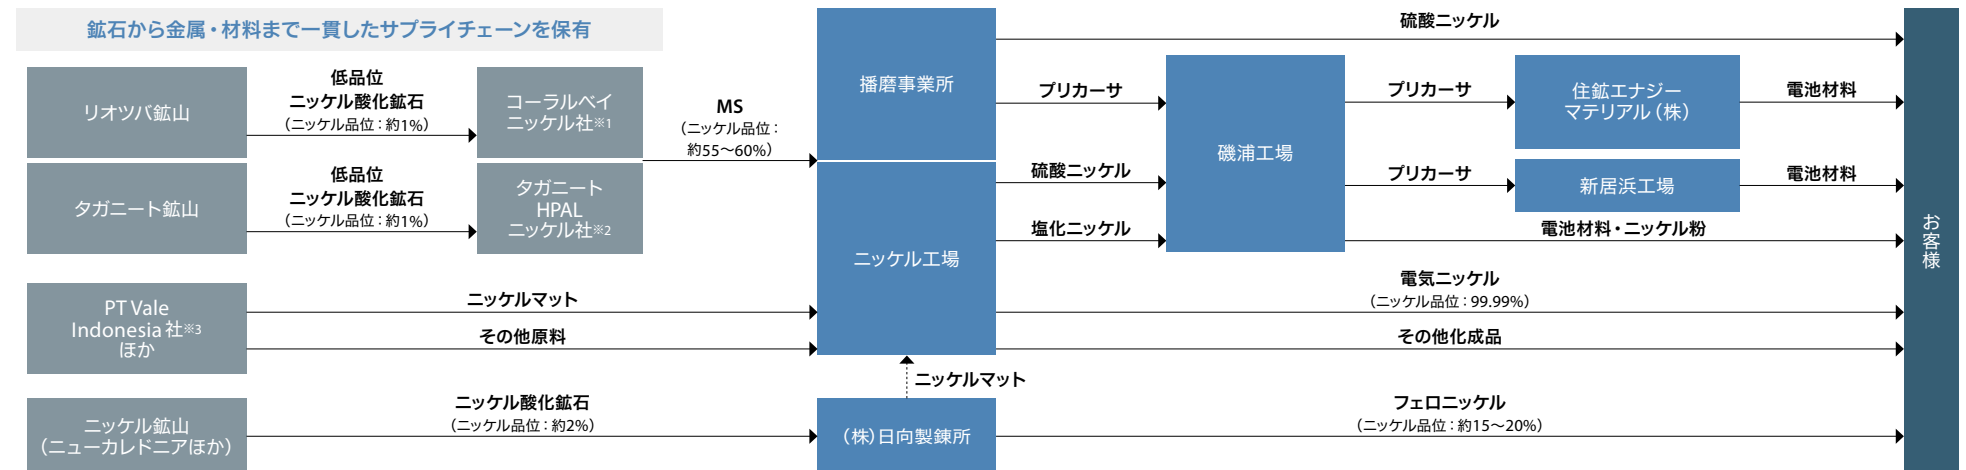 鉱石から金属・材料まで一貫したサプライチェーンを保有
リオツバ鉱山
低品位
ニッケル酸化鉱石
（ニッケル品位：約1%）
コーラルベイ
ニッケル社※1
タガニート鉱山
低品位
ニッケル酸化鉱石
（ニッケル品位：約1%）
タガニート
HPAL
ニッケル社※2
MS
（ニッケル品位：
約55～60%）
PT Vale
Indonesia 社※3
ほか
ニッケルマット
その他原料
ニッケル鉱山
（ニューカレドニアほか）
ニッケル酸化鉱石
（ニッケル品位：約2%）
播磨事業所
ニッケル工場
ニッケルマット
（株）日向製錬所
硫酸ニッケル
プリカーサ
硫酸ニッケル
塩化ニッケル
磯浦工場
プリカーサ
プリカーサ
住鉱エナジー
マテリアル（株）
新居浜工場
電池材料
電池材料
電池材料・ニッケル粉
電気ニッケル
（ニッケル品位：99.99%）
その他化成品
フェロニッケル
（ニッケル品位：約15～20%）
お客様